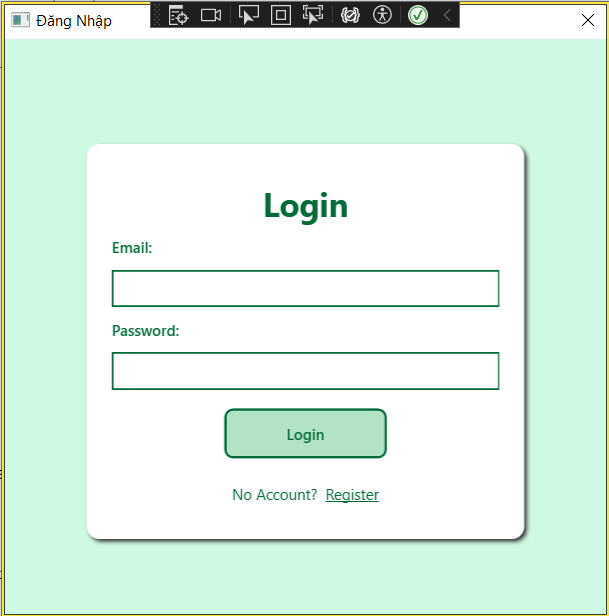 Đăng Nhập
Login
Email:
Password:
Login
No Account? Register